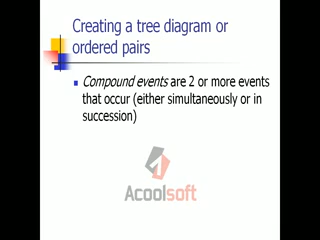 Creating a tree diagram or
ordered pairs
Compound events are 2 or more events
that occur (either simultaneously or in
succession)
Acoolsoft